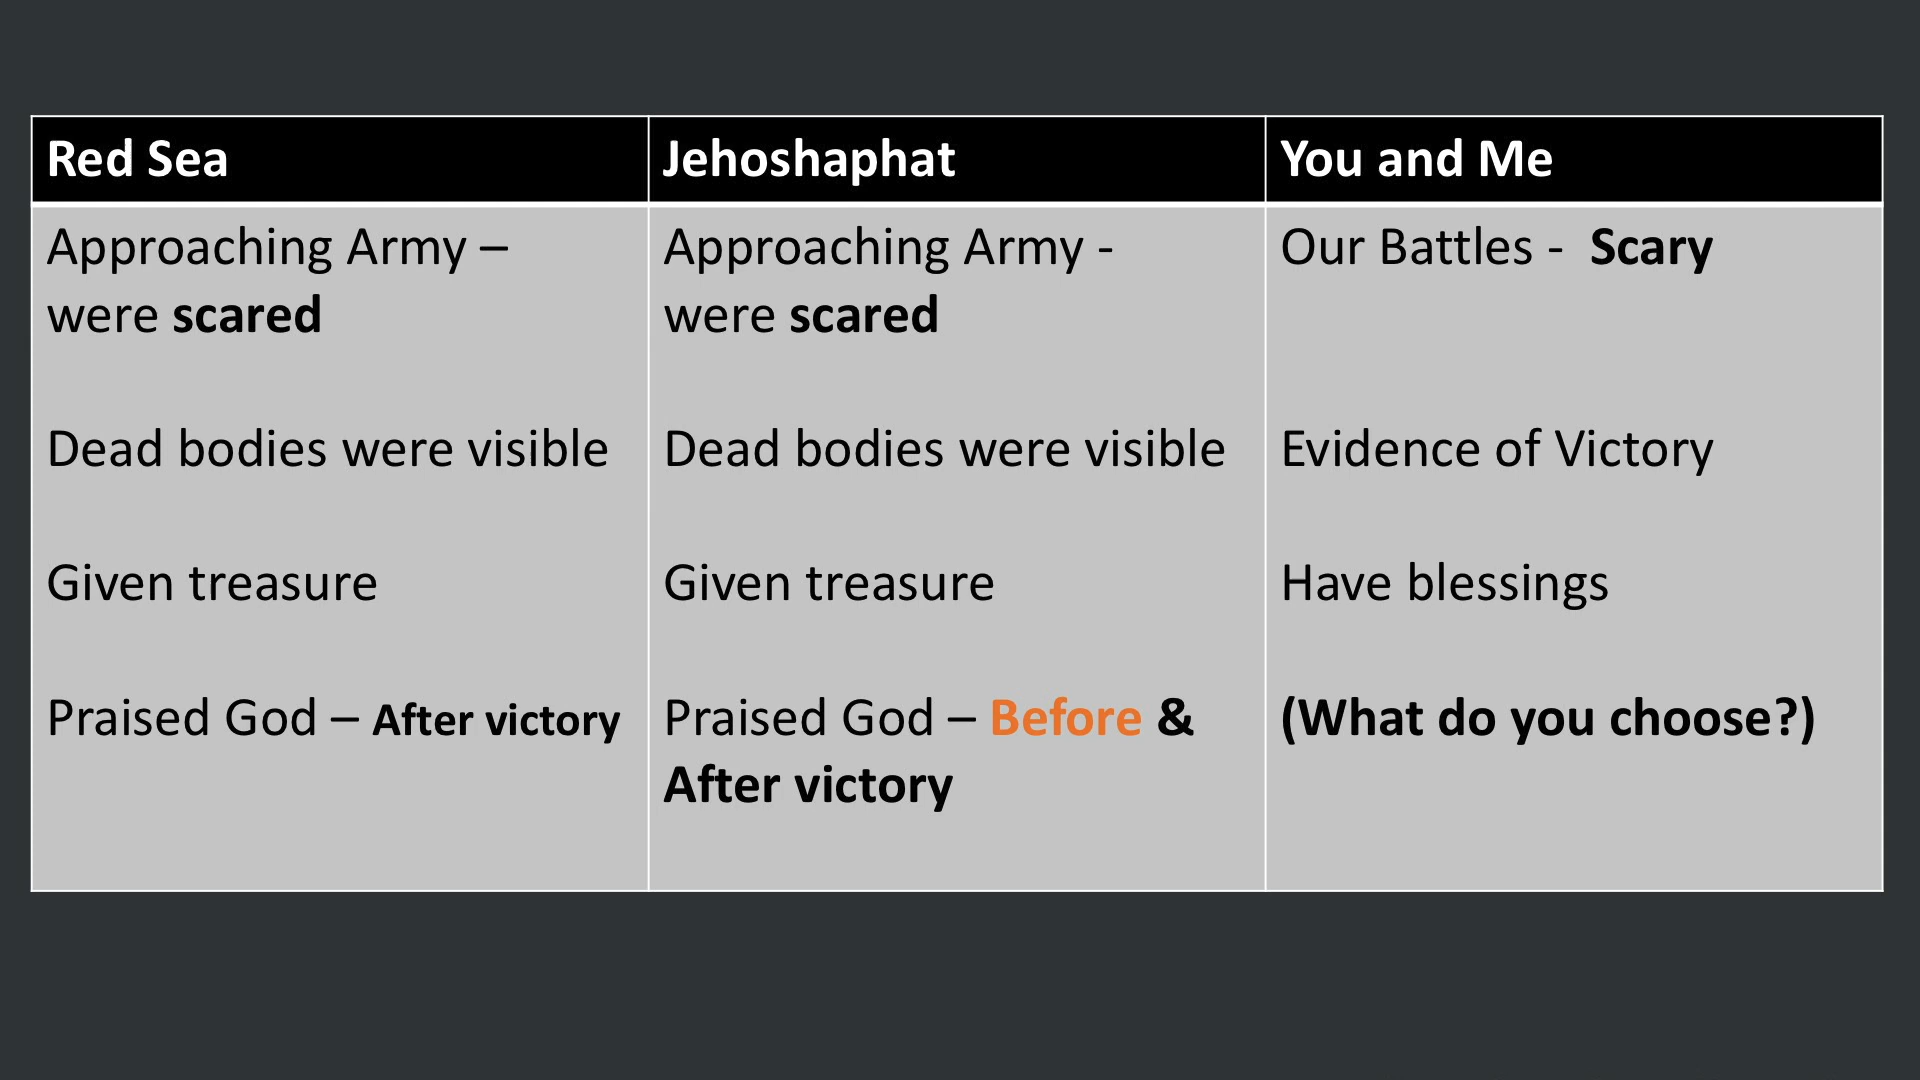 Red Sea
Jehoshaphat
You and Me
Approaching Army –
were scared
Dead bodies were visible
Given treasure
Praised God – After victory
Approaching Army -
were scared
Dead bodies were visible
Given treasure
Praised God – Before &
After victory
Our Battles -  Scary
Evidence of Victory
Have blessings
(What do you choose?)